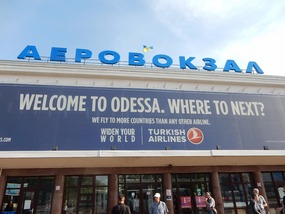 АЕРОВОКЗАЛ
WELCOME TO ODESSA. WHERE TO NEXT?
WE FLY TO MORE COUNTRIES THAN ANY OTHER AIRLINE.
WIDEN YOUR
WORLD
TURKISH
AIRLINES